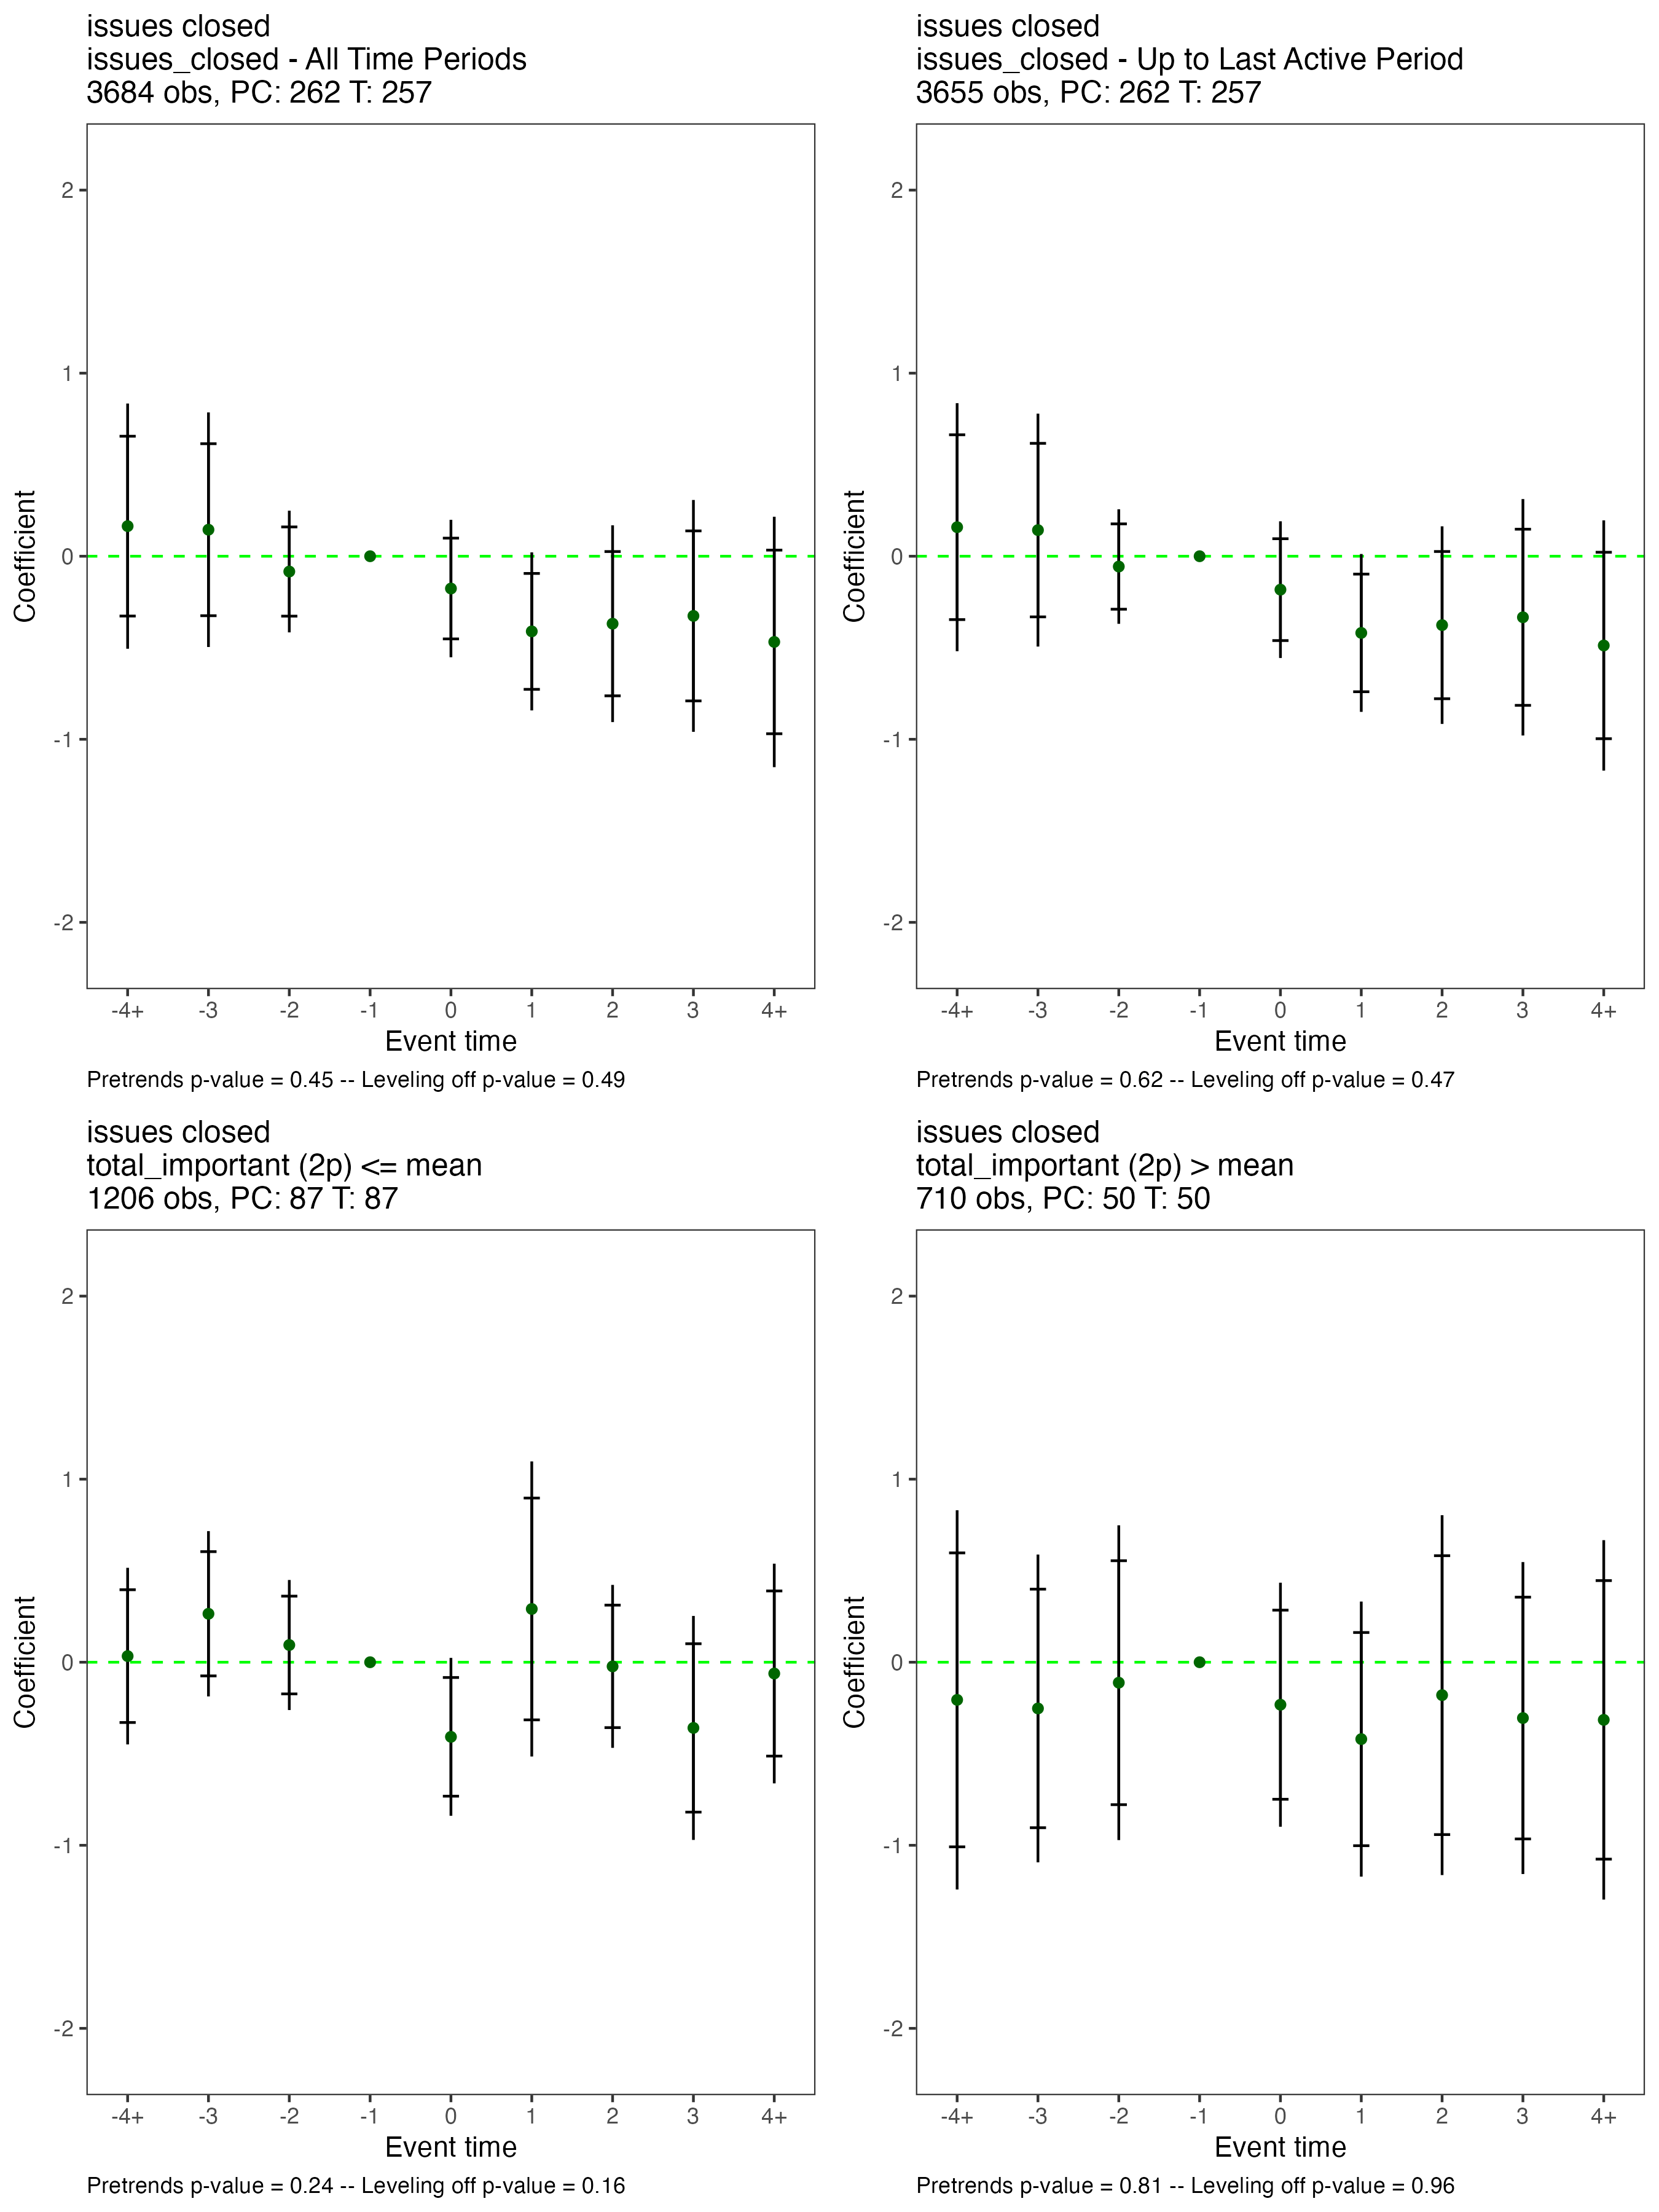 issues closed
issues_closed - All Time Periods
3684 obs, PC: 262 T: 257
2
1
0
-1
-2
Coefficient
-4+ -3 -2 -1 0 1 2 3 4+
Event time
Pretrends p-value = 0.45 -- Leveling off p-value = 0.49
issues closed
issues_closed - Up to Last Active Period
3655 obs, PC: 262 T: 257
2
1
0
-1
-2
Coefficient
-4+ -3 -2 -1 0 1 2 3 4+
Event time
Pretrends p-value = 0.62 -- Leveling off p-value = 0.47
issues closed
total_important (2p) <= mean
1206 obs, PC: 87 T: 87
2
1
0
-1
-2
Coefficient
-4+ -3 -2 -1 0 1 2 3 4+
Event time
Pretrends p-value = 0.24 -- Leveling off p-value = 0.16
issues closed
total_important (2p) > mean
710 obs, PC: 50 T: 50
2
1
0
-1
-2
Coefficient
-4+ -3 -2 -1 0 1 2 3 4+
Event time
Pretrends p-value = 0.81 -- Leveling off p-value = 0.96